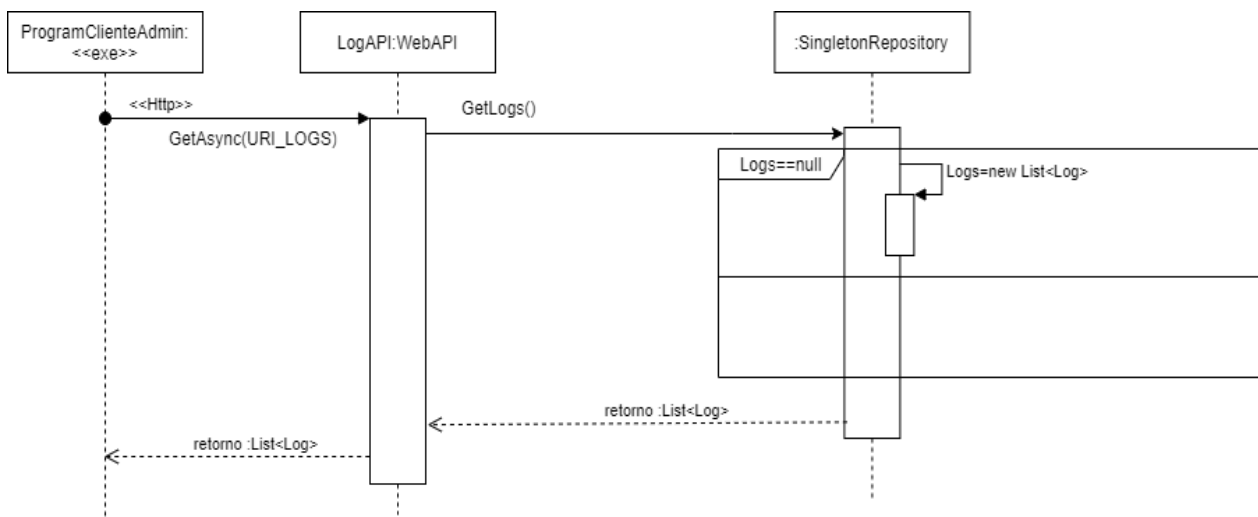 ProgramClienteAdmin:
<<exe>>
LogAPI:WebAPI
:SingletonRepository
<<Http>>
GetAsync(URI_LOGS)
GetLogs()
Logs==null
Logs=new List<Log>
retorno :List<Log>
retorno :List<Log>